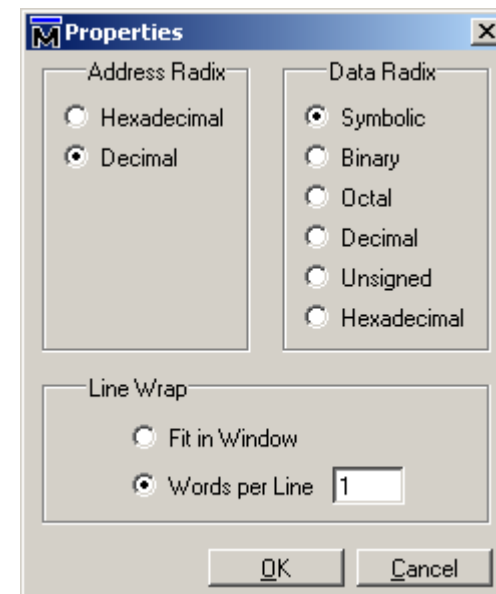 M Properties
Address Radix
Hexadecimal
Decimal
Data Radix
Symbolic
Binary
Octal
Decimal
Unsigned
Hexadecimal
Line Wrap
Fit in Window
Words per Line 1
OK Cancel